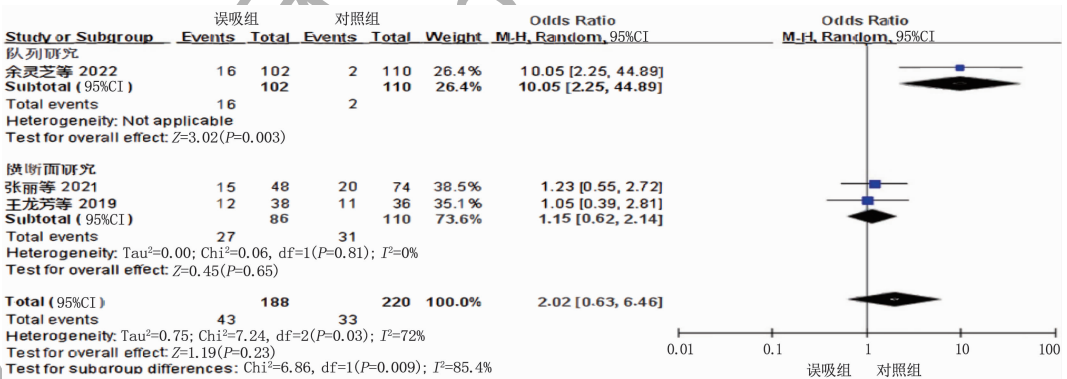 误吸组 对照组 Odds Ratio Odds Ratio
Study or Subgroup Events Total Events Total Weight M-H, Random, 95%CI M-H, Random, 95%CI
队列研究
余灵芝等 2022 16 102 2 110 26.4% 10.05 [2.25, 44.89]
Subtotal (95%CI) 102 110 26.4% 10.05 [2.25, 44.89]
Total events 16 2
Heterogeneity: Not applicable
Test for overall effect: Z=3.02(P=0.003)
横断面研究
张丽等 2021 15 48 20 74 38.5% 1.23 [0.55, 2.72]
王龙芳等 2019 12 38 11 36 35.1% 1.05 [0.39, 2.81]
Subtotal (95%CI) 86 110 73.6% 1.15 [0.62, 2.14]
Total events 27 31
Heterogeneity: Tau²=0.00; Chi²=0.06, df=1(P=0.81); I²=0%
Test for overall effect: Z=0.45(P=0.65)
Total (95%CI) 188 220 100.0% 2.02 [0.63, 6.46]
Total events 43 33
Heterogeneity: Tau²=0.75; Chi²=7.24, df=2(P=0.03); I²=72%
Test for overall effect: Z=1.19(P=0.23)
Test for subgroup differences: Chi²=6.86, df=1(P=0.009); I²=85.4%
0.01 0.1 1 10 100
误吸组 对照组